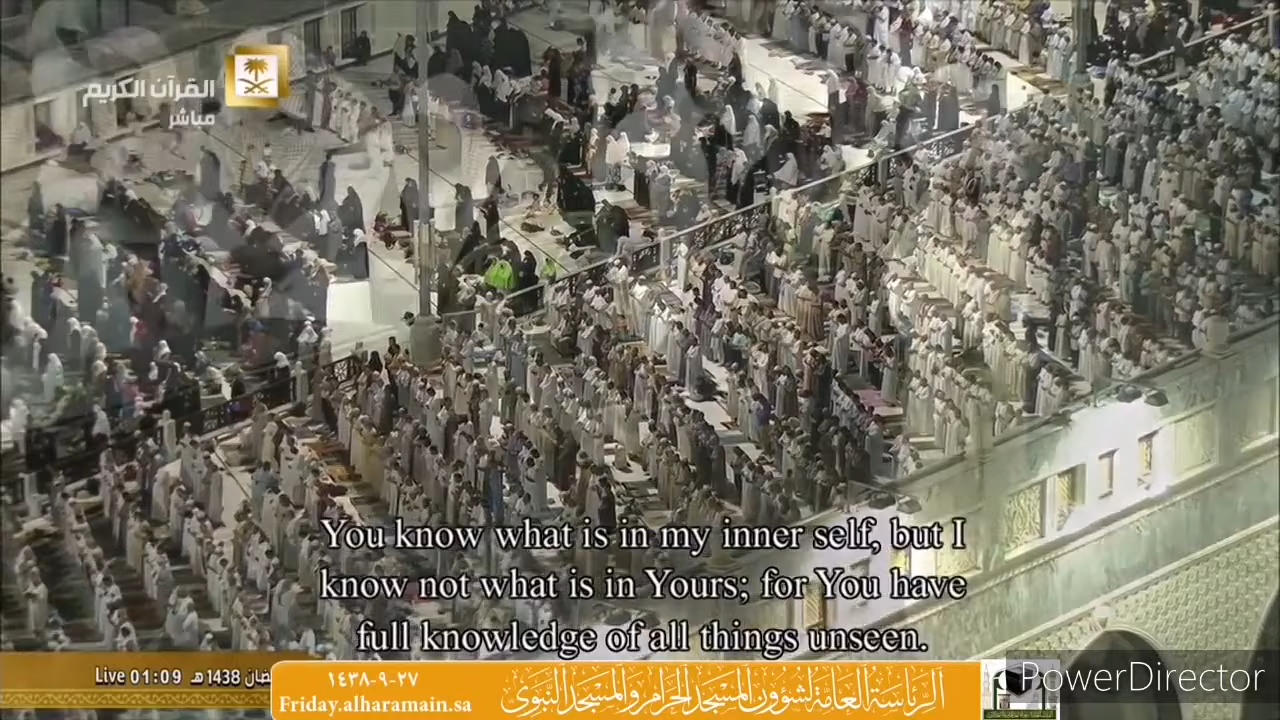 القرآن الكريم
مباشر
You know what is in my inner self, but I
know not what is in Yours; for You have
full knowledge of all things unseen.
Live 01:09
1438 هـ
١٤٣٨-٩-٢٧
Friday.alharamain.sa
الرئاسة العامة لشؤون المسجد الحرام والمسجد النبوي
PowerDirector